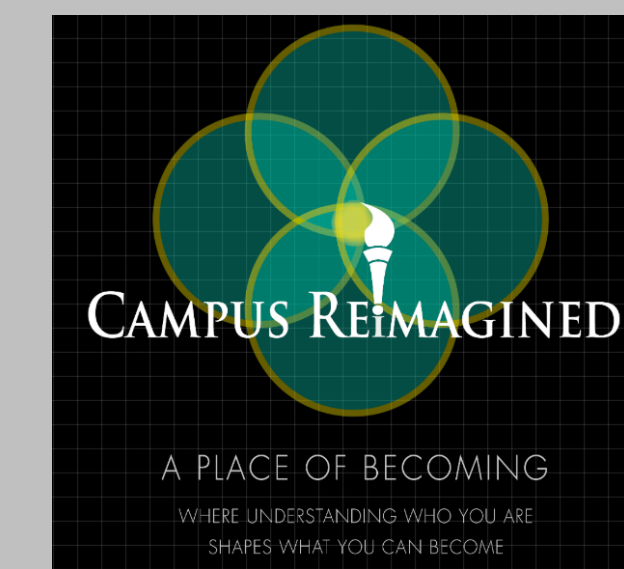 CAMPUS REiMAGINED
A PLACE OF BECOMING
WHERE UNDERSTANDING WHO YOU ARE
SHAPES WHAT YOU CAN BECOME